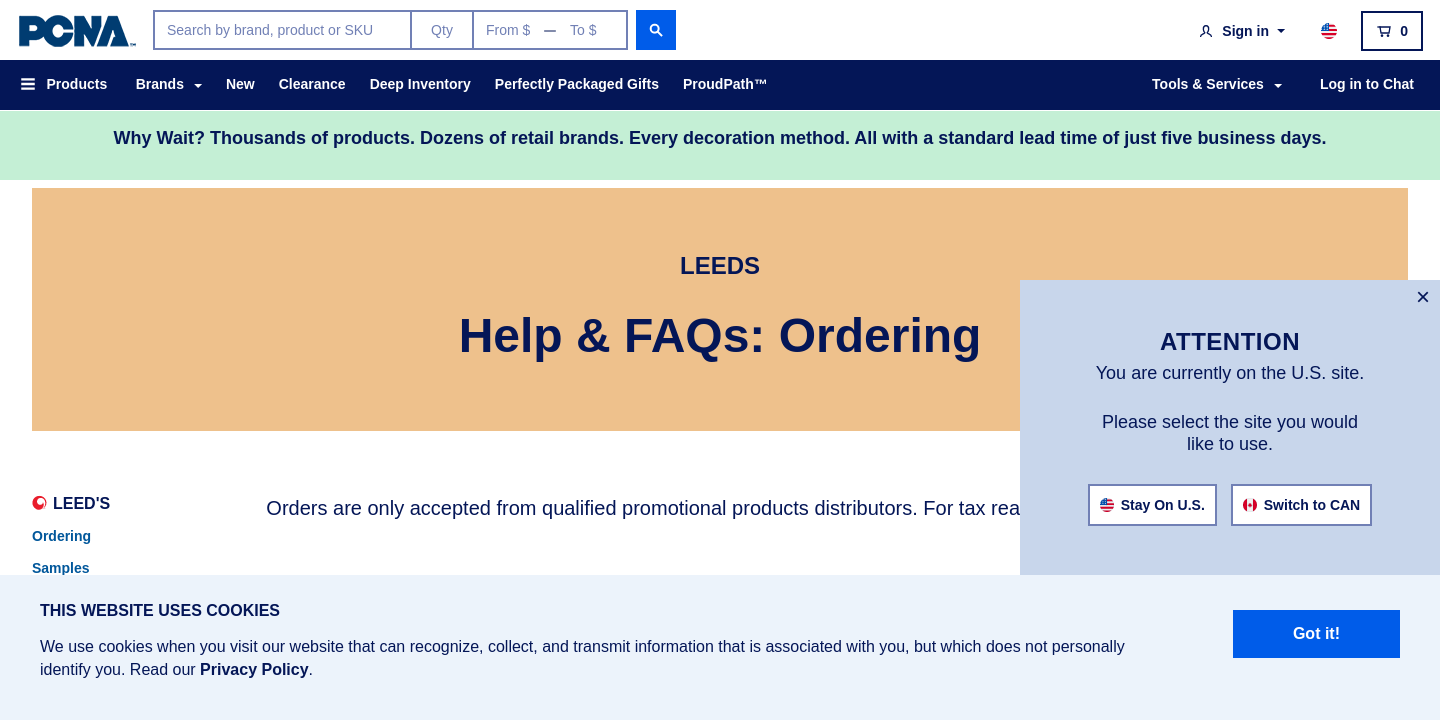 PCNA™
Search by brand, product or SKU
Qty
From $ — To $
Sign in
0
Products
Brands
New
Clearance
Deep Inventory
Perfectly Packaged Gifts
ProudPath™
Tools & Services
Log in to Chat
Why Wait? Thousands of products. Dozens of retail brands. Every decoration method. All with a standard lead time of just five business days.
LEEDS
Help & FAQs: Ordering
×
ATTENTION
You are currently on the U.S. site.
Please select the site you would
like to use.
Stay On U.S.
Switch to CAN
LEED'S
Ordering
Samples
Orders are only accepted from qualified promotional products distributors. For tax rea
THIS WEBSITE USES COOKIES
We use cookies when you visit our website that can recognize, collect, and transmit information that is associated with you, but which does not personally
identify you. Read our Privacy Policy.
Got it!